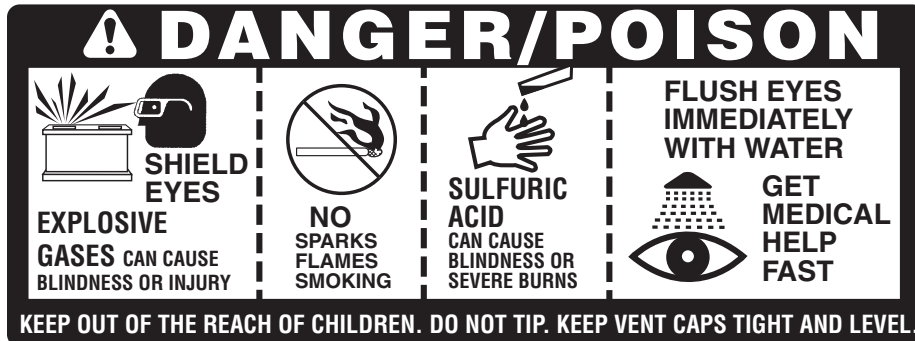 DANGER/POISON
SHIELD
EYES
EXPLOSIVE
GASES CAN CAUSE
BLINDNESS OR INJURY
NO
SPARKS
FLAMES
SMOKING
SULFURIC
ACID
CAN CAUSE
BLINDNESS OR
SEVERE BURNS
FLUSH EYES
IMMEDIATELY
WITH WATER
GET
MEDICAL
HELP
FAST
KEEP OUT OF THE REACH OF CHILDREN. DO NOT TIP. KEEP VENT CAPS TIGHT AND LEVEL.